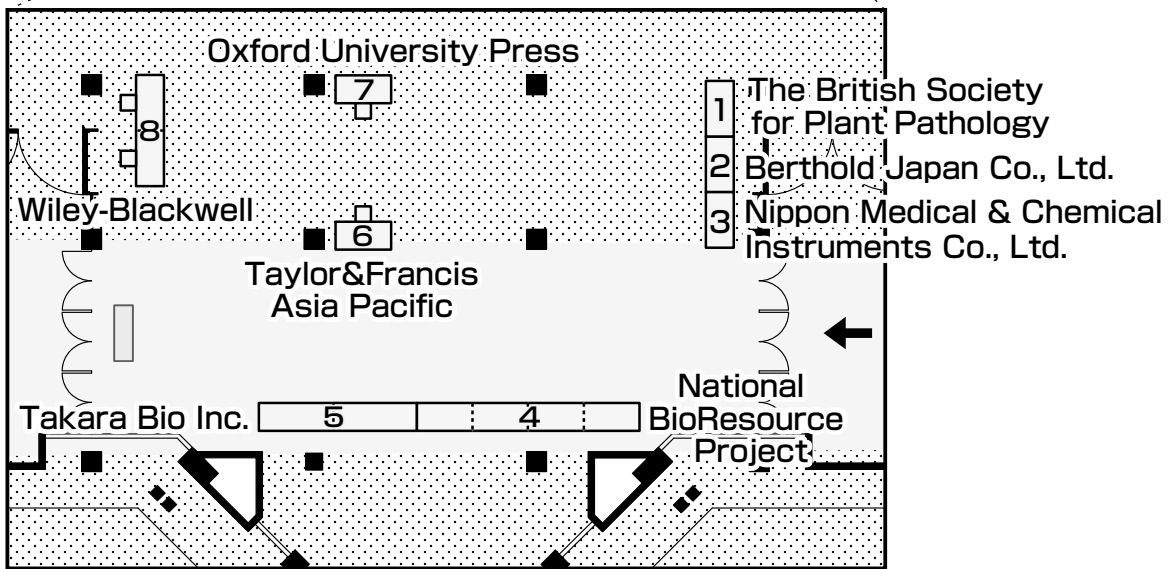 Oxford University Press
7
8
1
The British Society
for Plant Pathology
2
Berthold Japan Co., Ltd.
3
Nippon Medical & Chemical
Instruments Co., Ltd.
Wiley-Blackwell
6
Taylor&Francis
Asia Pacific
Takara Bio Inc.
5
4
National
BioResource
Project